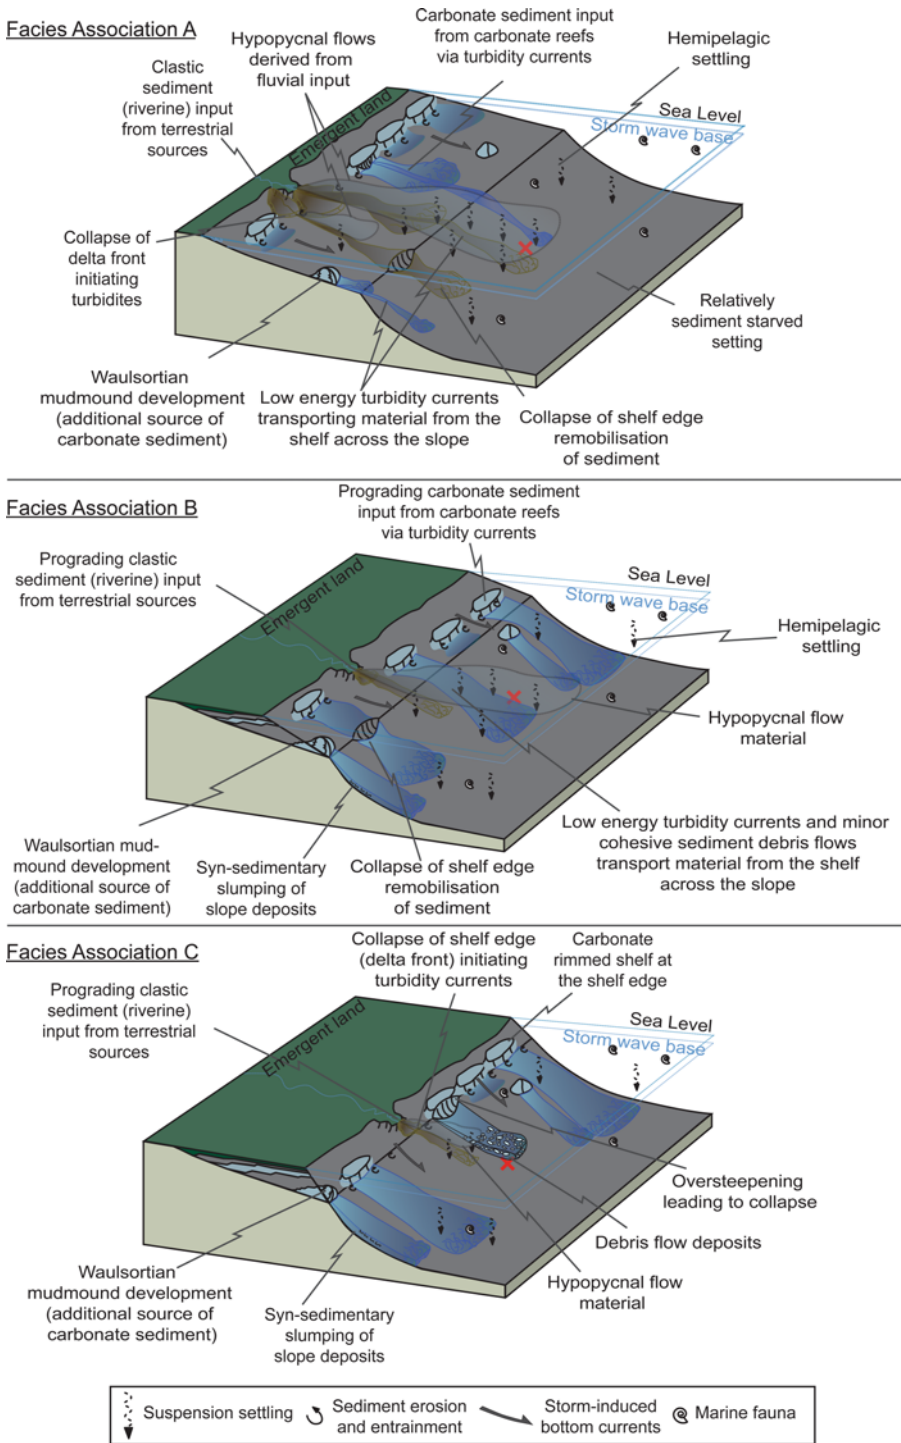 Facies Association A
Clastic
sediment
(riverine) input
from terrestrial
sources
Hypopycnal flows
derived from
fluvial input
Carbonate sediment input
from carbonate reefs
via turbidity currents
Hemipelagic
settling
Sea Level
Storm wave base
Emergent land
Collapse of
delta front
initiating
turbidites
Relatively
sediment starved
setting
Waulsortian
mudmound development
(additional source of
carbonate sediment)
Low energy turbidity currents
transporting material from the
shelf across the slope
Collapse of shelf edge
remobilisation
of sediment
Facies Association B
Prograding carbonate sediment
input from carbonate reefs
via turbidity currents
Prograding clastic
sediment (riverine) input
from terrestrial sources
Sea Level
Storm wave base
Emergent land
Hemipelagic
settling
Hypopycnal flow
material
Waulsortian mud-
mound development
(additional source of
carbonate sediment)
Syn-sedimentary
slumping of
slope deposits
Collapse of shelf edge
remobilisation
of sediment
Low energy turbidity currents and minor
cohesive sediment debris flows
transport material from the shelf
across the slope
Facies Association C
Collapse of shelf edge
(delta front) initiating
turbidity currents
Carbonate
rimmed shelf at
the shelf edge
Prograding clastic
sediment (riverine)
input from terrestrial
sources
Sea Level
Storm wave base
Emergent land
Oversteepening
leading to collapse
Debris flow deposits
Hypopycnal flow
material
Waulsortian
mudmound development
(additional source of
carbonate sediment)
Syn-sedimentary
slumping of
slope deposits
Suspension settling
Sediment erosion
and entrainment
Storm-induced
bottom currents
Marine fauna